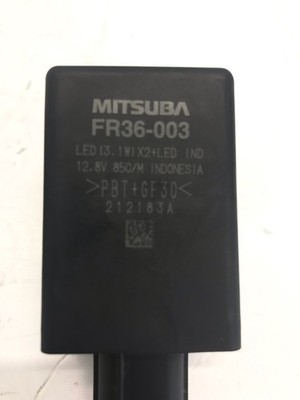 MITSUBA
FR36-003
LED(3.1W)X2+LED IND
12.8V 85C/M INDONESIA
>PBT+GF30<
212183A